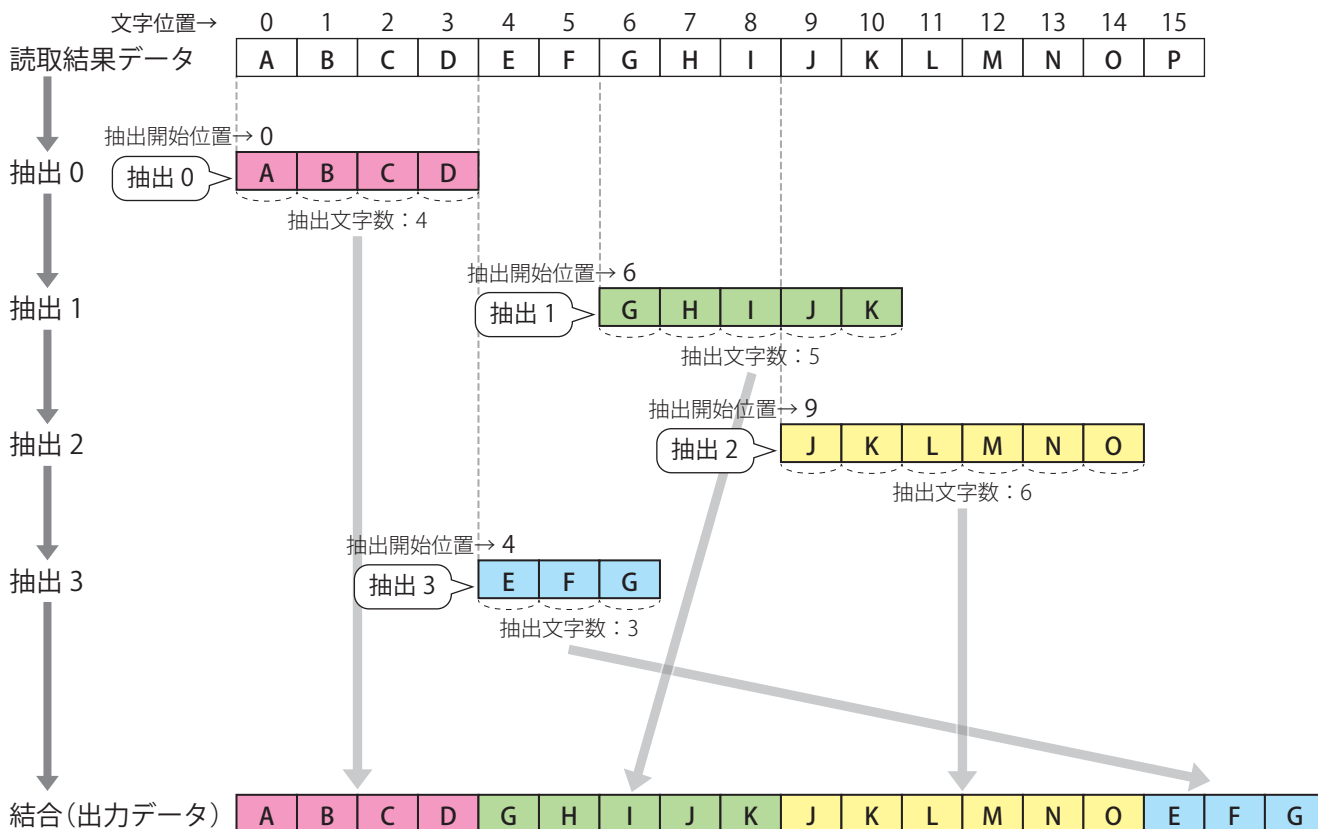 文字位置→ 0 1 2 3 4 5 6 7 8 9 10 11 12 13 14 15
読取結果データ A B C D E F G H I J K L M N O P
抽出開始位置→ 0
抽出 0 抽出 0 A B C D
抽出文字数：4
抽出開始位置→ 6
抽出 1 抽出 1 G H I J K
抽出文字数：5
抽出開始位置→ 9
抽出 2 抽出 2 J K L M N O
抽出文字数：6
抽出開始位置→ 4
抽出 3 抽出 3 E F G
抽出文字数：3
結合（出力データ） A B C D G H I J K J K L M N O E F G